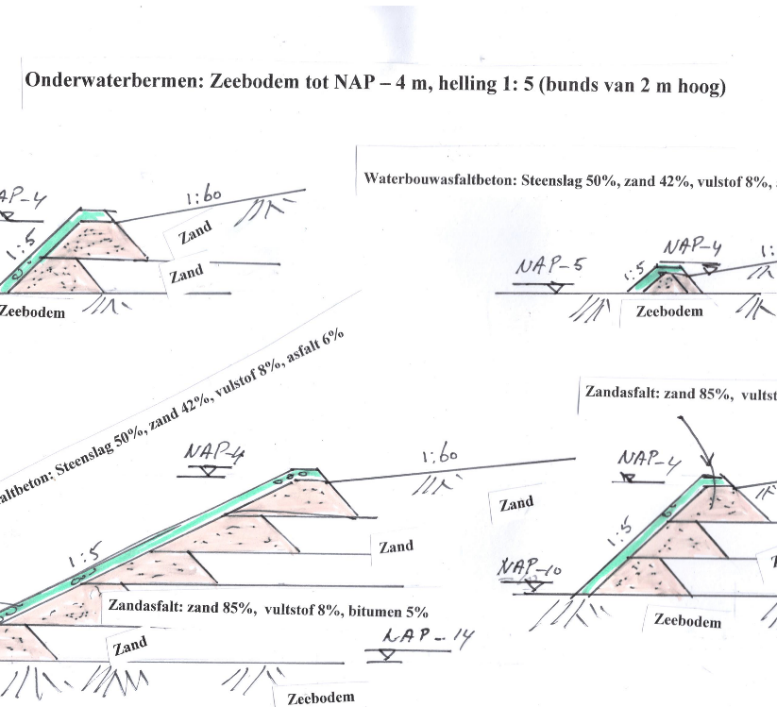 Onderwaterbermen: Zeebodem tot NAP – 4 m, helling 1: 5 (bunds van 2 m hoog)
Waterbouwasfaltbeton: Steenslag 50%, zand 42%, vulstof 8%,
AP-4
1:60
1:5
Zand
Zand
Zeebodem
NAP-5
1:5
NAP-4
1:
Zeebodem
altbeton: Steenslag 50%, zand 42%, vulstof 8%, asfalt 6%
NAP-4
1:60
1:5
Zand
Zand
Zandasfalt: zand 85%, vultstof 8%, bitumen 5%
Zand
NAP-14
Zeebodem
Zandasfalt: zand 85%, vultst
NAP-4
1:5
NAP-10
Zeebodem